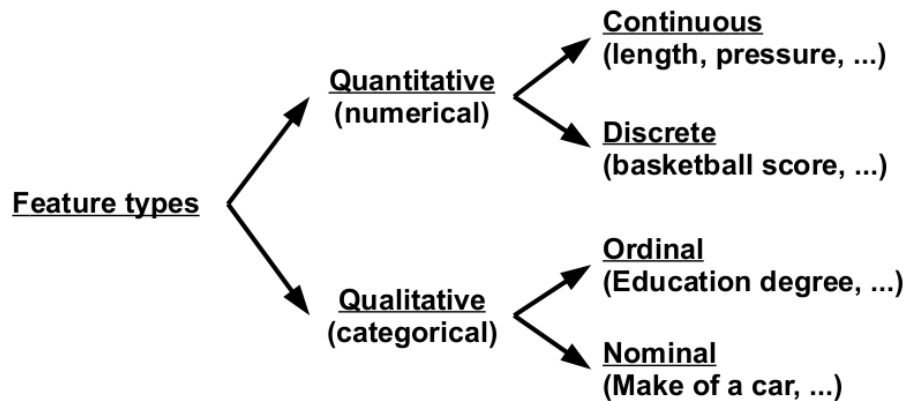 Feature types
Quantitative
(numerical)
Continuous
(length, pressure, ...)
Discrete
(basketball score, ...)
Qualitative
(categorical)
Ordinal
(Education degree, ...)
Nominal
(Make of a car, ...)